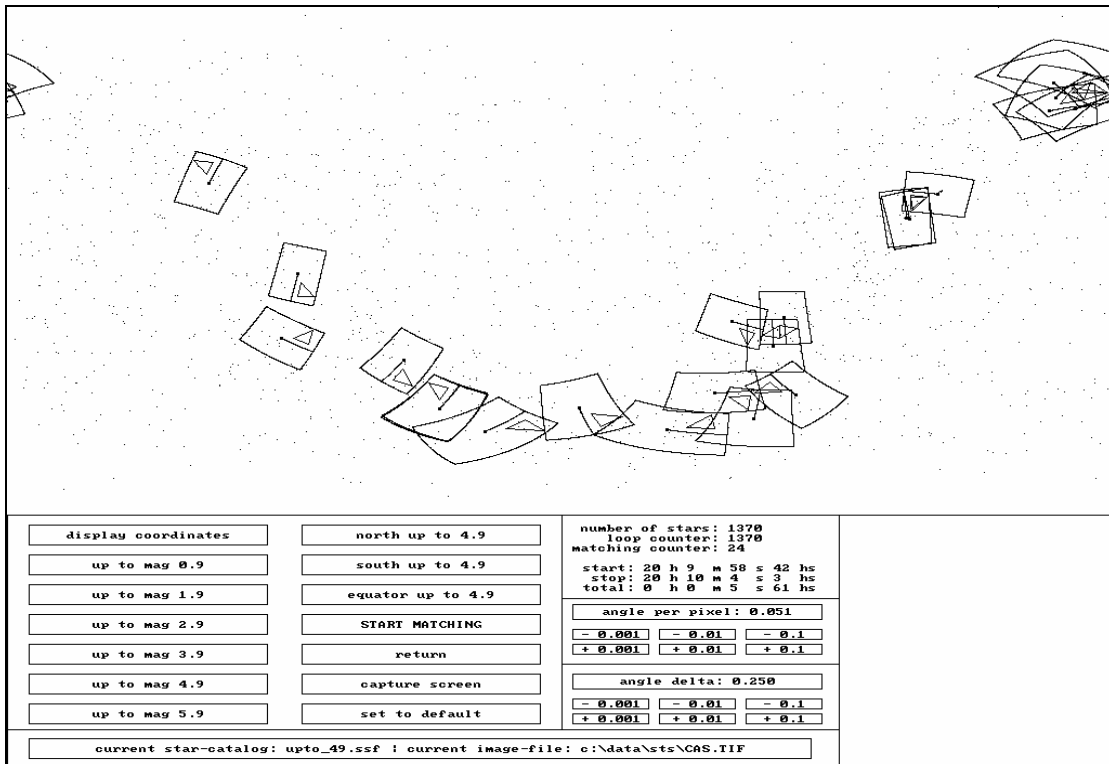 display coordinates
up to mag 0.9
up to mag 1.9
up to mag 2.9
up to mag 3.9
up to mag 4.9
up to mag 5.9
north up to 4.9
south up to 4.9
equator up to 4.9
START MATCHING
return
capture screen
set to default
number of stars: 1370
loop counter: 1370
matching counter: 24
start: 20 h 9 m 58 s 42 hs
stop: 20 h 10 m 4 s 3 hs
total: 0 h 0 m 5 s 61 hs
angle per pixel: 0.051
- 0.001 - 0.01 - 0.1
+ 0.001 + 0.01 + 0.1
angle delta: 0.250
- 0.001 - 0.01 - 0.1
+ 0.001 + 0.01 + 0.1
current star-catalog: upto_49.ssf | current image-file: c:\data\sts\CAS.TIF